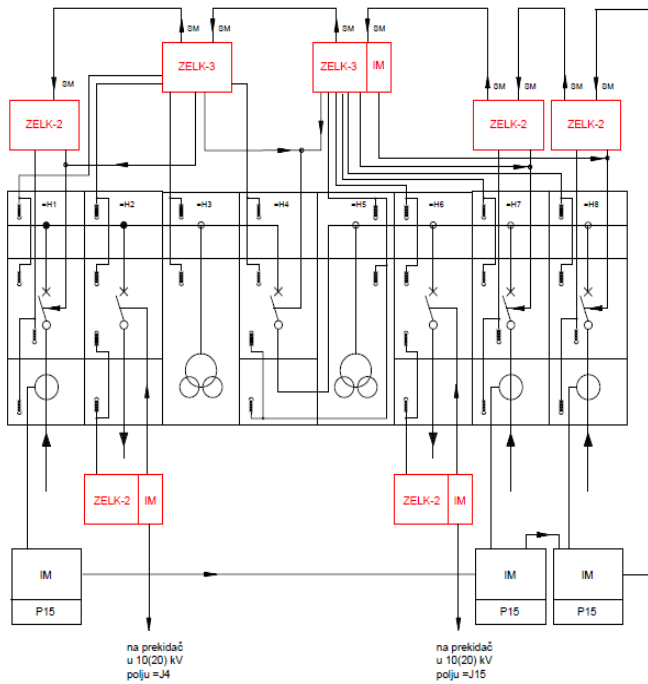 SM SM SM SM SM
ZELK-3 ZELK-3 IM
SM SM SM SM
ZELK-2 ZELK-2 ZELK-2
=H1 =H2 =H3 =H4 =H5 =H6 =H7 =H8
ZELK-2 IM ZELK-2 IM
IM IM IM
P15 P15 P15
na prekidač na prekidač
u 10(20) kV u 10(20) kV
polju =J4 polju =J15